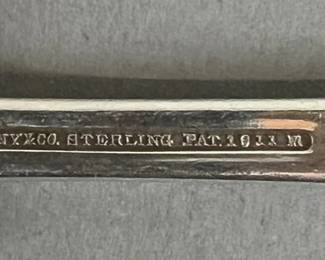 NY&CO. STERLING PAT. 1911 M